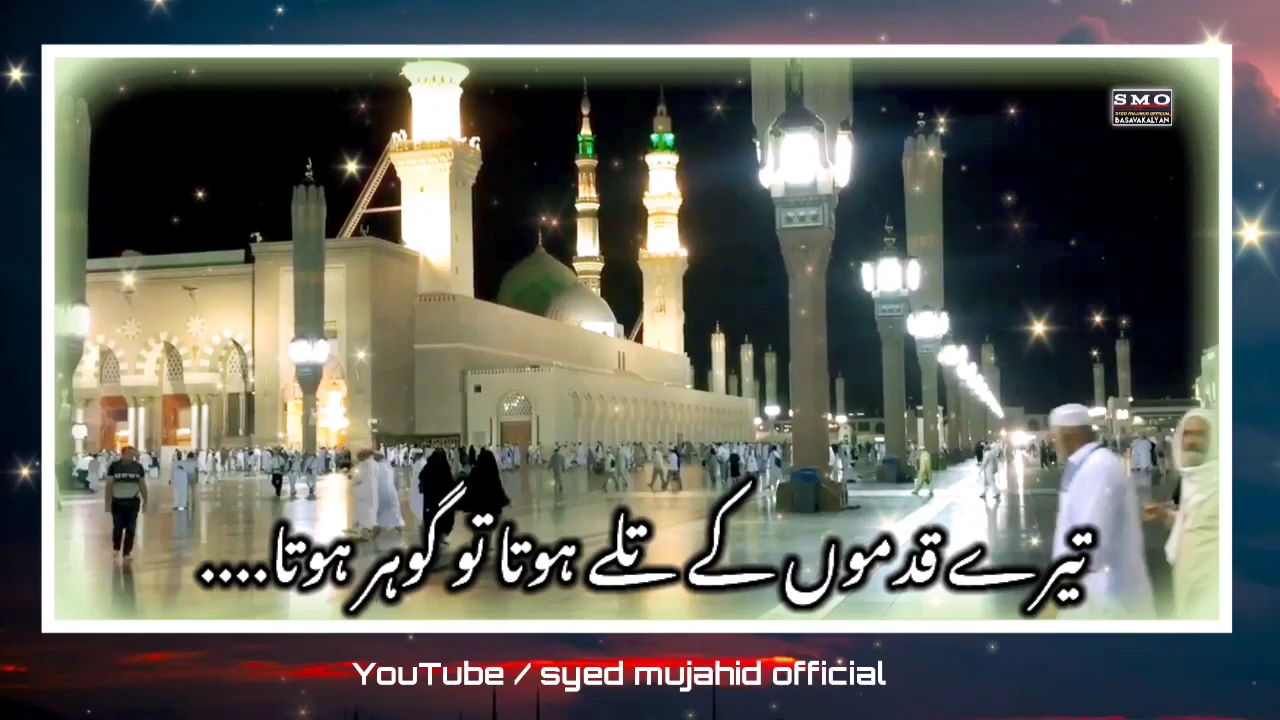 SMO
SYED MUJAHID OFFICIAL
BASAVAKALYAN
تیرے قدموں کے تلے ہوتا تو گوہر ہوتا....
YouTube / syed mujahid official